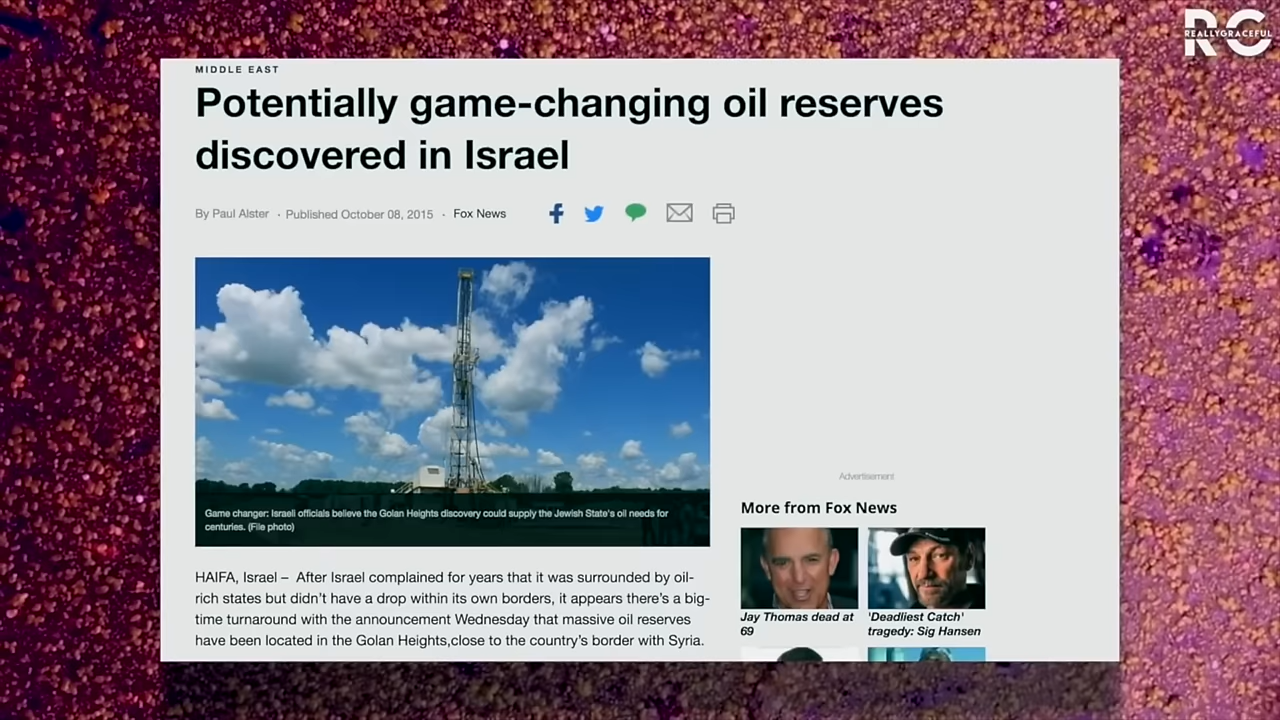 RG
REALLYGRACEFUL
MIDDLE EAST
Potentially game-changing oil reserves
discovered in Israel
By Paul Alster · Published October 08, 2015 · Fox News
Game changer: Israeli officials believe the Golan Heights discovery could supply the Jewish State's oil needs for
centuries. (File photo)
HAIFA, Israel – After Israel complained for years that it was surrounded by oil-
rich states but didn't have a drop within its own borders, it appears there's a big-
time turnaround with the announcement Wednesday that massive oil reserves
have been located in the Golan Heights,close to the country's border with Syria.
Advertisement
More from Fox News
Jay Thomas dead at
69
'Deadliest Catch'
tragedy: Sig Hansen